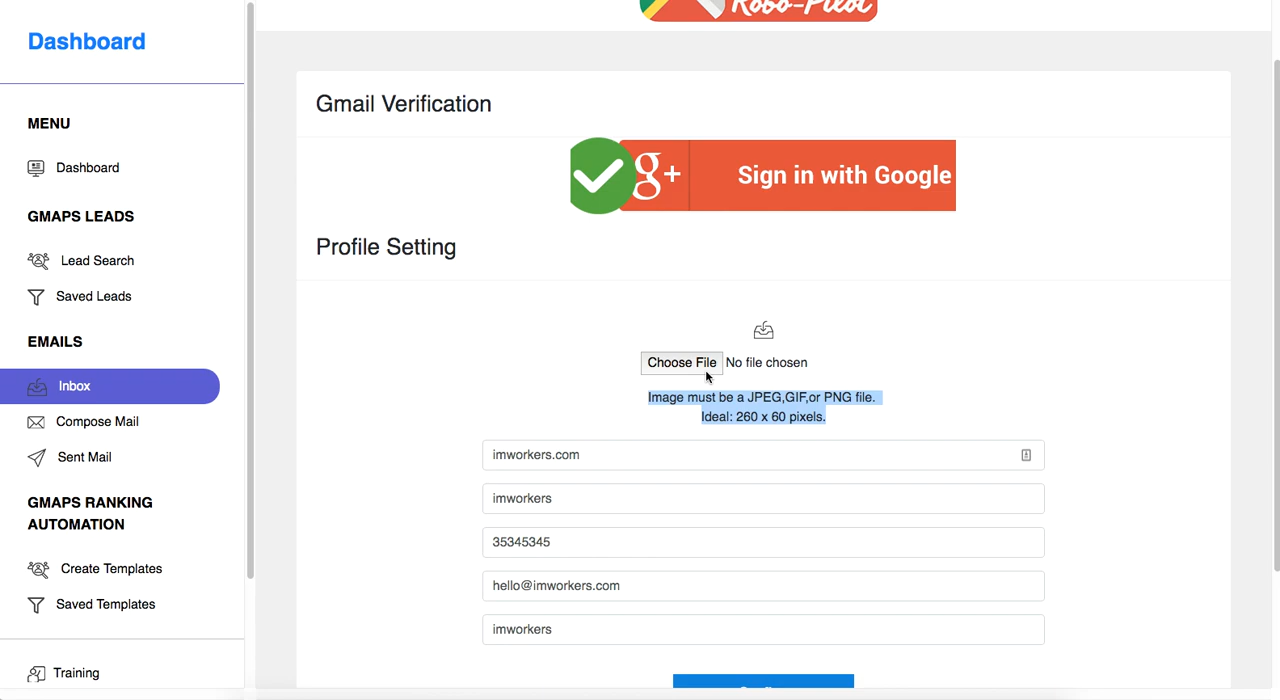 Robo-Pilot
Dashboard
MENU
Dashboard
GMAPS LEADS
Lead Search
Saved Leads
EMAILS
Inbox
Compose Mail
Sent Mail
GMAPS RANKING
AUTOMATION
Create Templates
Saved Templates
Training
Gmail Verification
g+ Sign in with Google
Profile Setting
Choose File No file chosen
Image must be a JPEG,GIF,or PNG file.
Ideal: 260 x 60 pixels.
imworkers.com
imworkers
35345345
hello@imworkers.com
imworkers